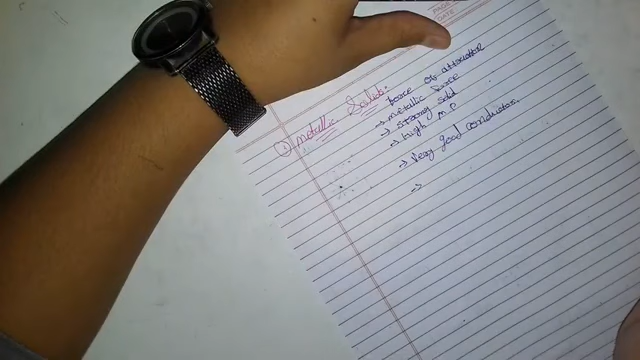 ① Metallic Solids.
Force of attraction
→ metallic force
→ strong solid
→ high M.P
→ Very good conductors.
→